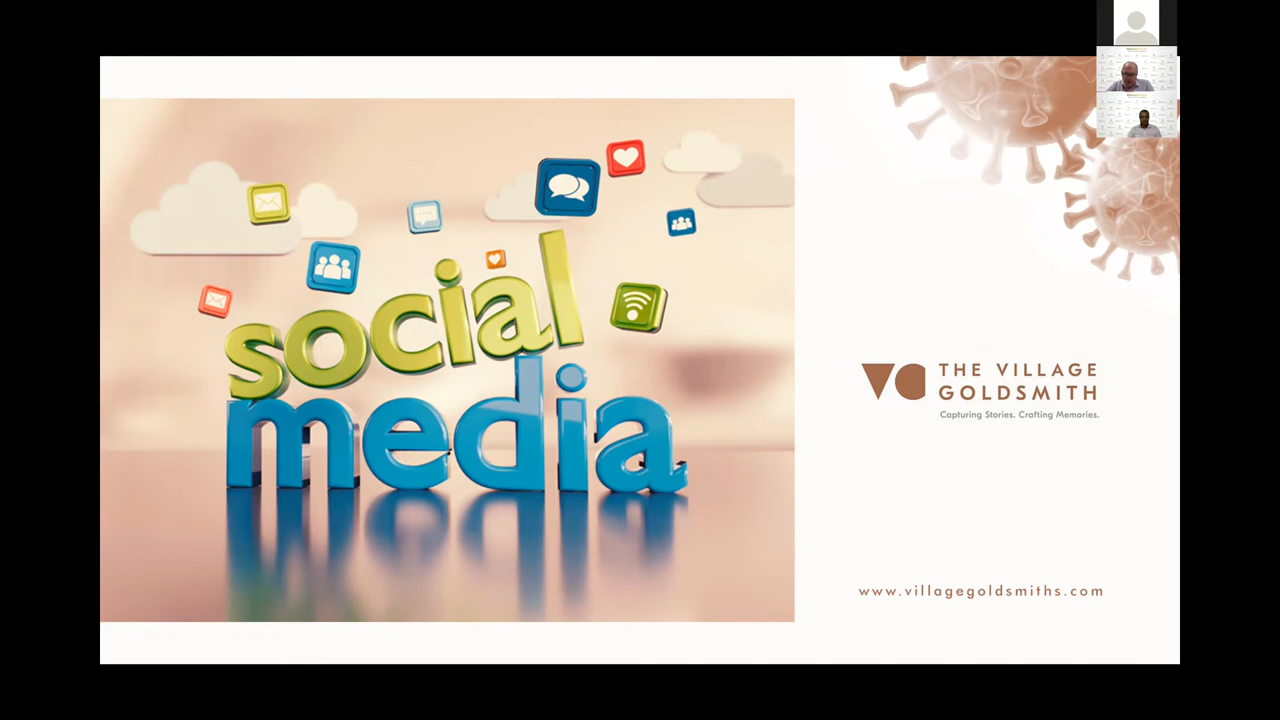 social
media
THE VILLAGE
GOLDSMITH
Capturing Stories. Crafting Memories.
www.villagegoldsmiths.com